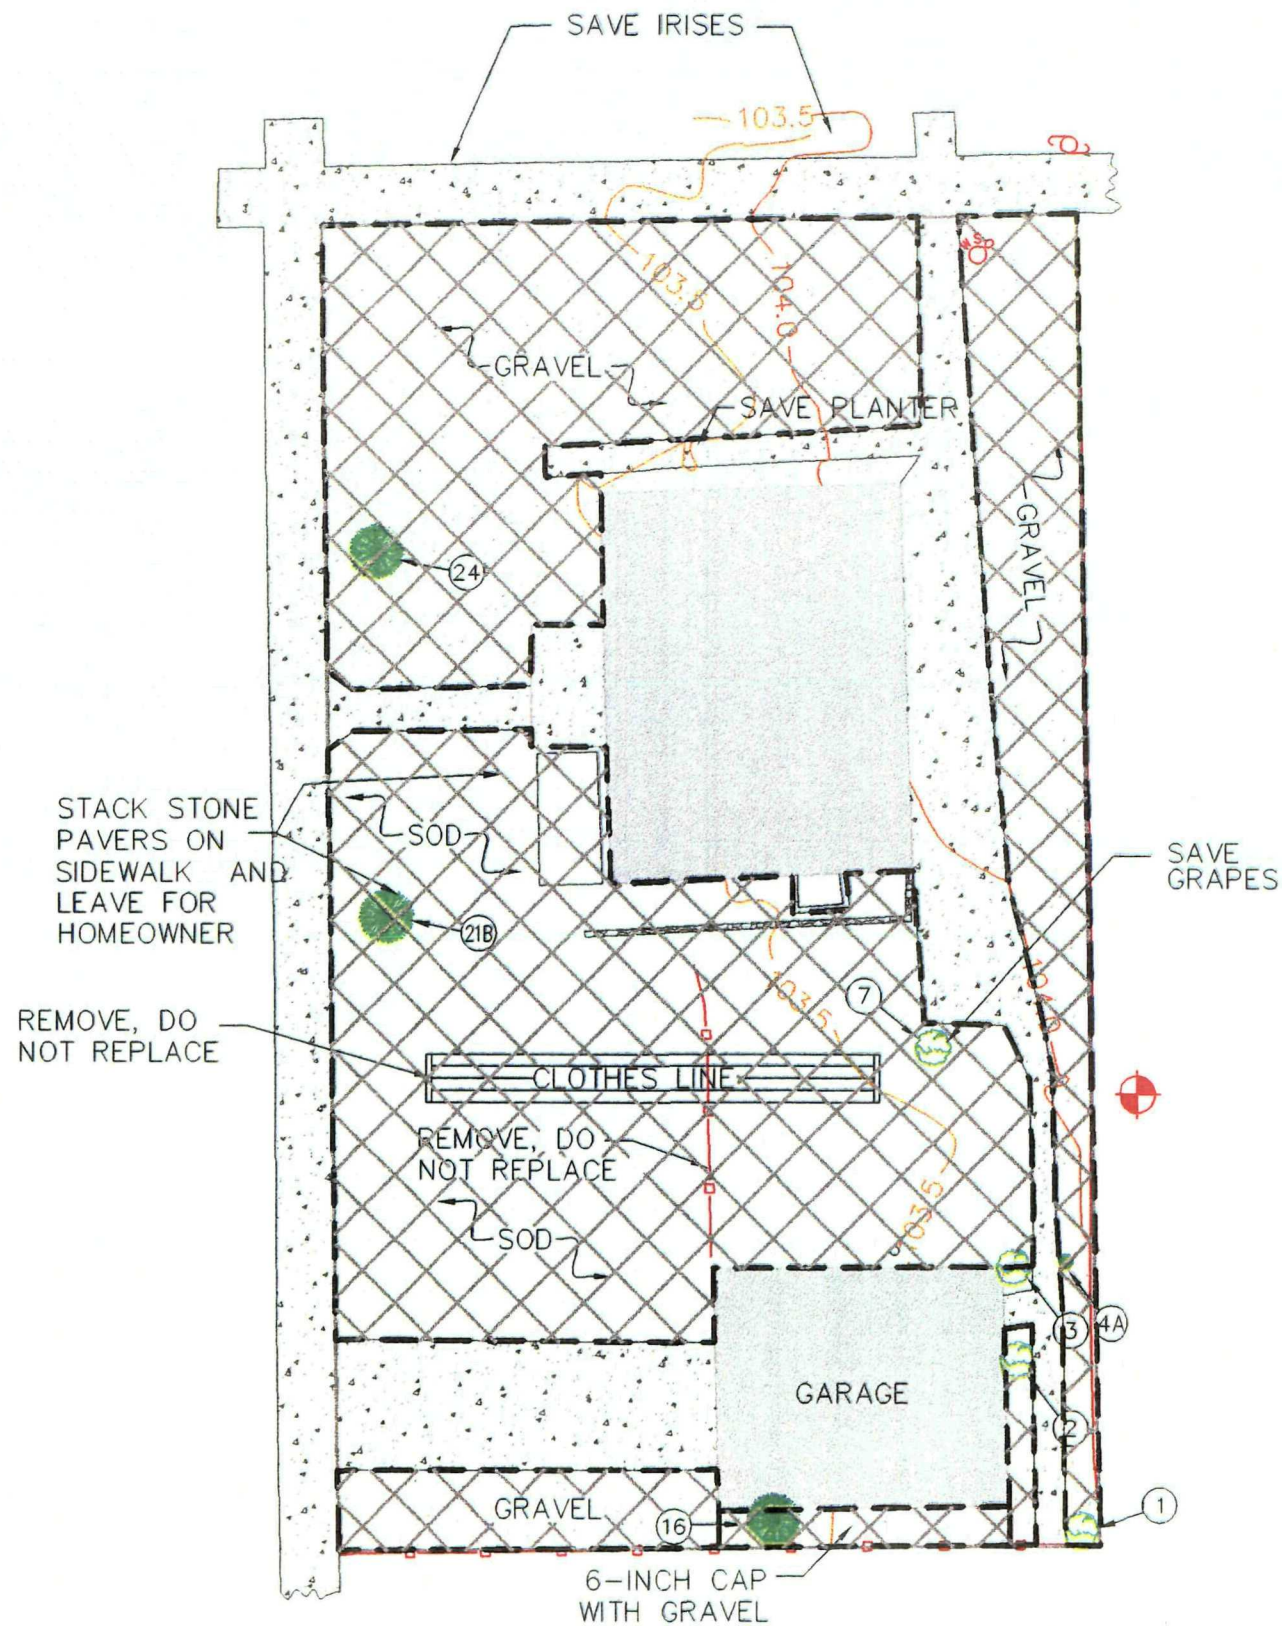 SAVE IRISES
103.5
WSP
103.5
104.0
GRAVEL
SAVE PLANTER
GRAVEL
24
STACK STONE
PAVERS ON
SIDEWALK AND
LEAVE FOR
HOMEOWNER
SOD
SAVE
GRAPES
21B
103.5
104.0
7
REMOVE, DO
NOT REPLACE
CLOTHES LINE
REMOVE, DO
NOT REPLACE
103.5
SOD
3
4A
GARAGE
2
GRAVEL
16
1
6-INCH CAP
WITH GRAVEL